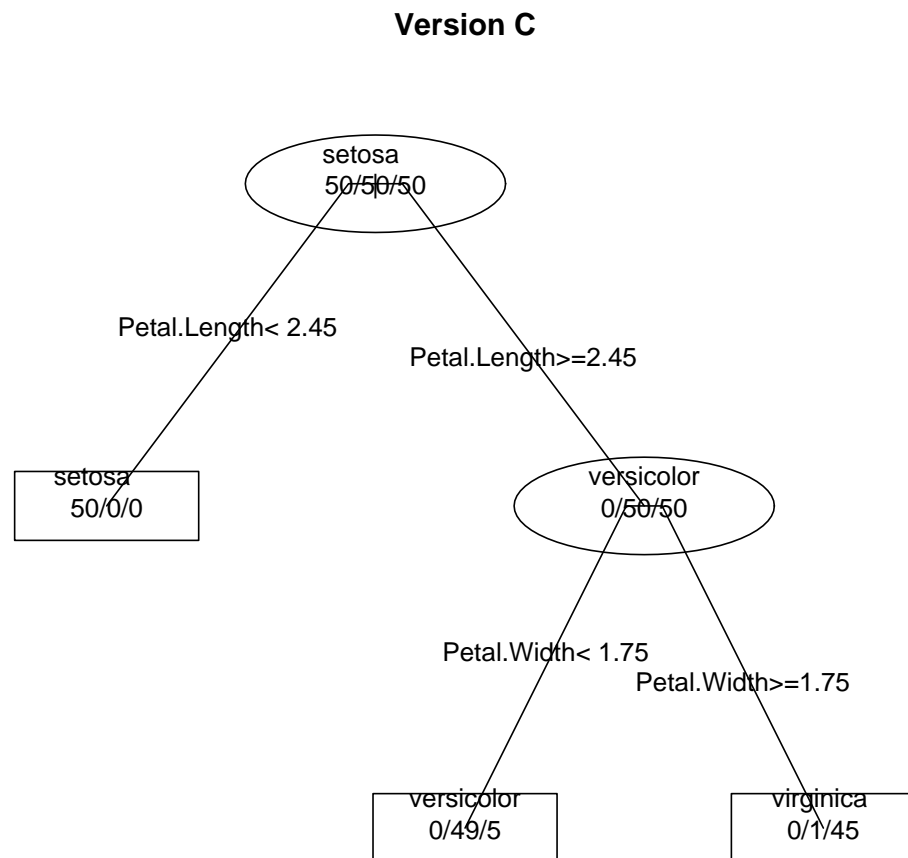 Version C
setosa
50/50/50
Petal.Length< 2.45
Petal.Length>=2.45
setosa
50/0/0
versicolor
0/50/50
Petal.Width< 1.75
Petal.Width>=1.75
versicolor
0/49/5
virginica
0/1/45